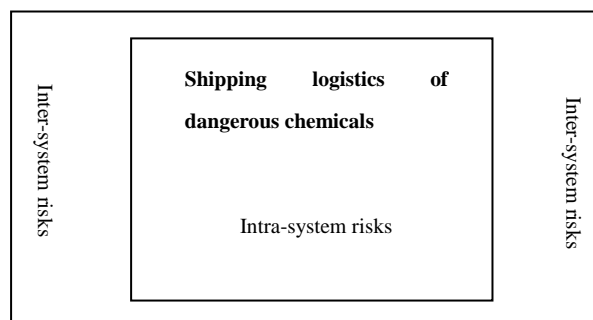 Inter-system risks
Shipping logistics of
dangerous chemicals
Intra-system risks
Inter-system risks